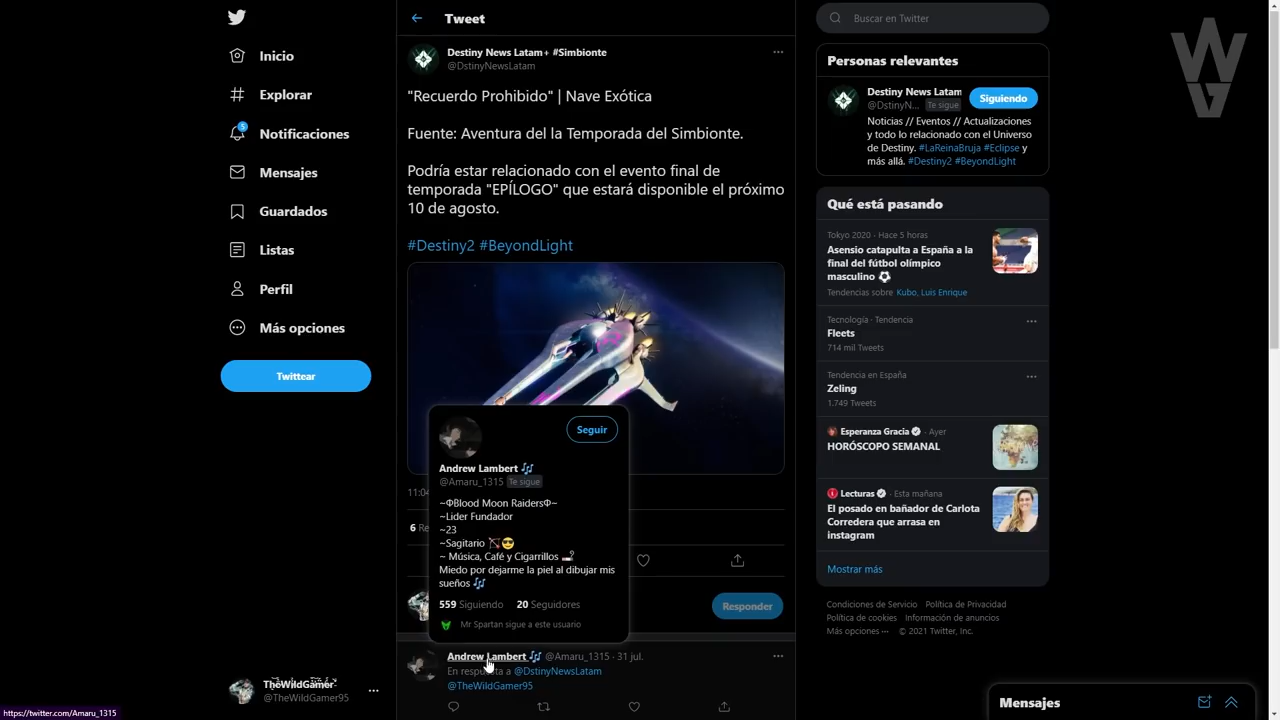 Inicio
Explorar
Notificaciones
5
Mensajes
Guardados
Listas
Perfil
Más opciones
Twittear
TheWildGamer
@TheWildGamer95
https://twitter.com/Amaru_1315
Tweet
Destiny News Latam+ #Simbionte
@DstinyNewsLatam
"Recuerdo Prohibido" | Nave Exótica
Fuente: Aventura del la Temporada del Simbionte.
Podría estar relacionado con el evento final de
temporada "EPÍLOGO" que estará disponible el próximo
10 de agosto.
#Destiny2 #BeyondLight
11:04
6 Re
Seguir
Andrew Lambert 🎶
@Amaru_1315 Te sigue
~ΦBlood Moon RaidersΦ~
~Lider Fundador
~23
~Sagitario 🏹😎
~ Música, Café y Cigarrillos 🚬
Miedo por dejarme la piel al dibujar mis
sueños 🎶
559 Siguiendo 20 Seguidores
Mr Spartan sigue a este usuario
Responder
Andrew Lambert 🎶 @Amaru_1315 · 31 jul.
En respuesta a @DstinyNewsLatam
@TheWildGamer95
Buscar en Twitter
Personas relevantes
Destiny News Latam
@DstinyN... Te sigue
Siguiendo
Noticias // Eventos // Actualizaciones
y todo lo relacionado con el Universo
de Destiny. #LaReinaBruja #Eclipse y
más allá. #Destiny2 #BeyondLight
Qué está pasando
Tokyo 2020 · Hace 5 horas
Asensio catapulta a España a la
final del fútbol olímpico
masculino ⚽
Tendencias sobre Kubo, Luis Enrique
Tecnología · Tendencia
Fleets
714 mil Tweets
Tendencia en España
Zeling
1.749 Tweets
Esperanza Gracia · Ayer
HORÓSCOPO SEMANAL
Lecturas · Esta mañana
El posado en bañador de Carlota
Corredera que arrasa en
instagram
Mostrar más
Condiciones de Servicio Política de Privacidad
Política de cookies Información de anuncios
Más opciones ··· © 2021 Twitter, Inc.
Mensajes
WG